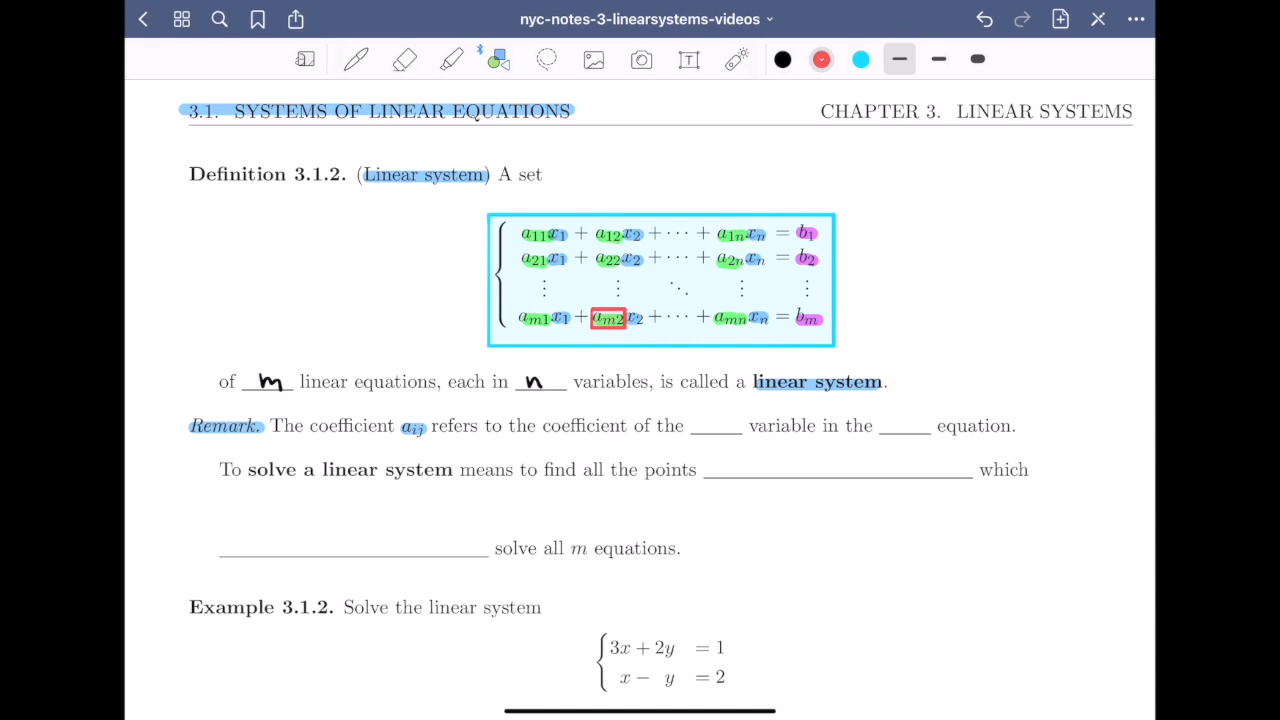 nyc-notes-3-linearsystems-videos
3.1. SYSTEMS OF LINEAR EQUATIONS CHAPTER 3. LINEAR SYSTEMS
Definition 3.1.2. (Linear system) A set
a₁₁x₁ + a₁₂x₂ + ⋯ + a₁ₙxₙ = b₁
a₂₁x₁ + a₂₂x₂ + ⋯ + a₂ₙxₙ = b₂
⋮ ⋮ ⋱ ⋮ ⋮
aₘ₁x₁ + aₘ₂x₂ + ⋯ + aₘₙxₙ = bₘ
of m linear equations, each in n variables, is called a linear system.
Remark. The coefficient aᵢⱼ refers to the coefficient of the _____ variable in the _____ equation.
To solve a linear system means to find all the points __________ which
__________ solve all m equations.
Example 3.1.2. Solve the linear system
3x + 2y = 1
x − y = 2